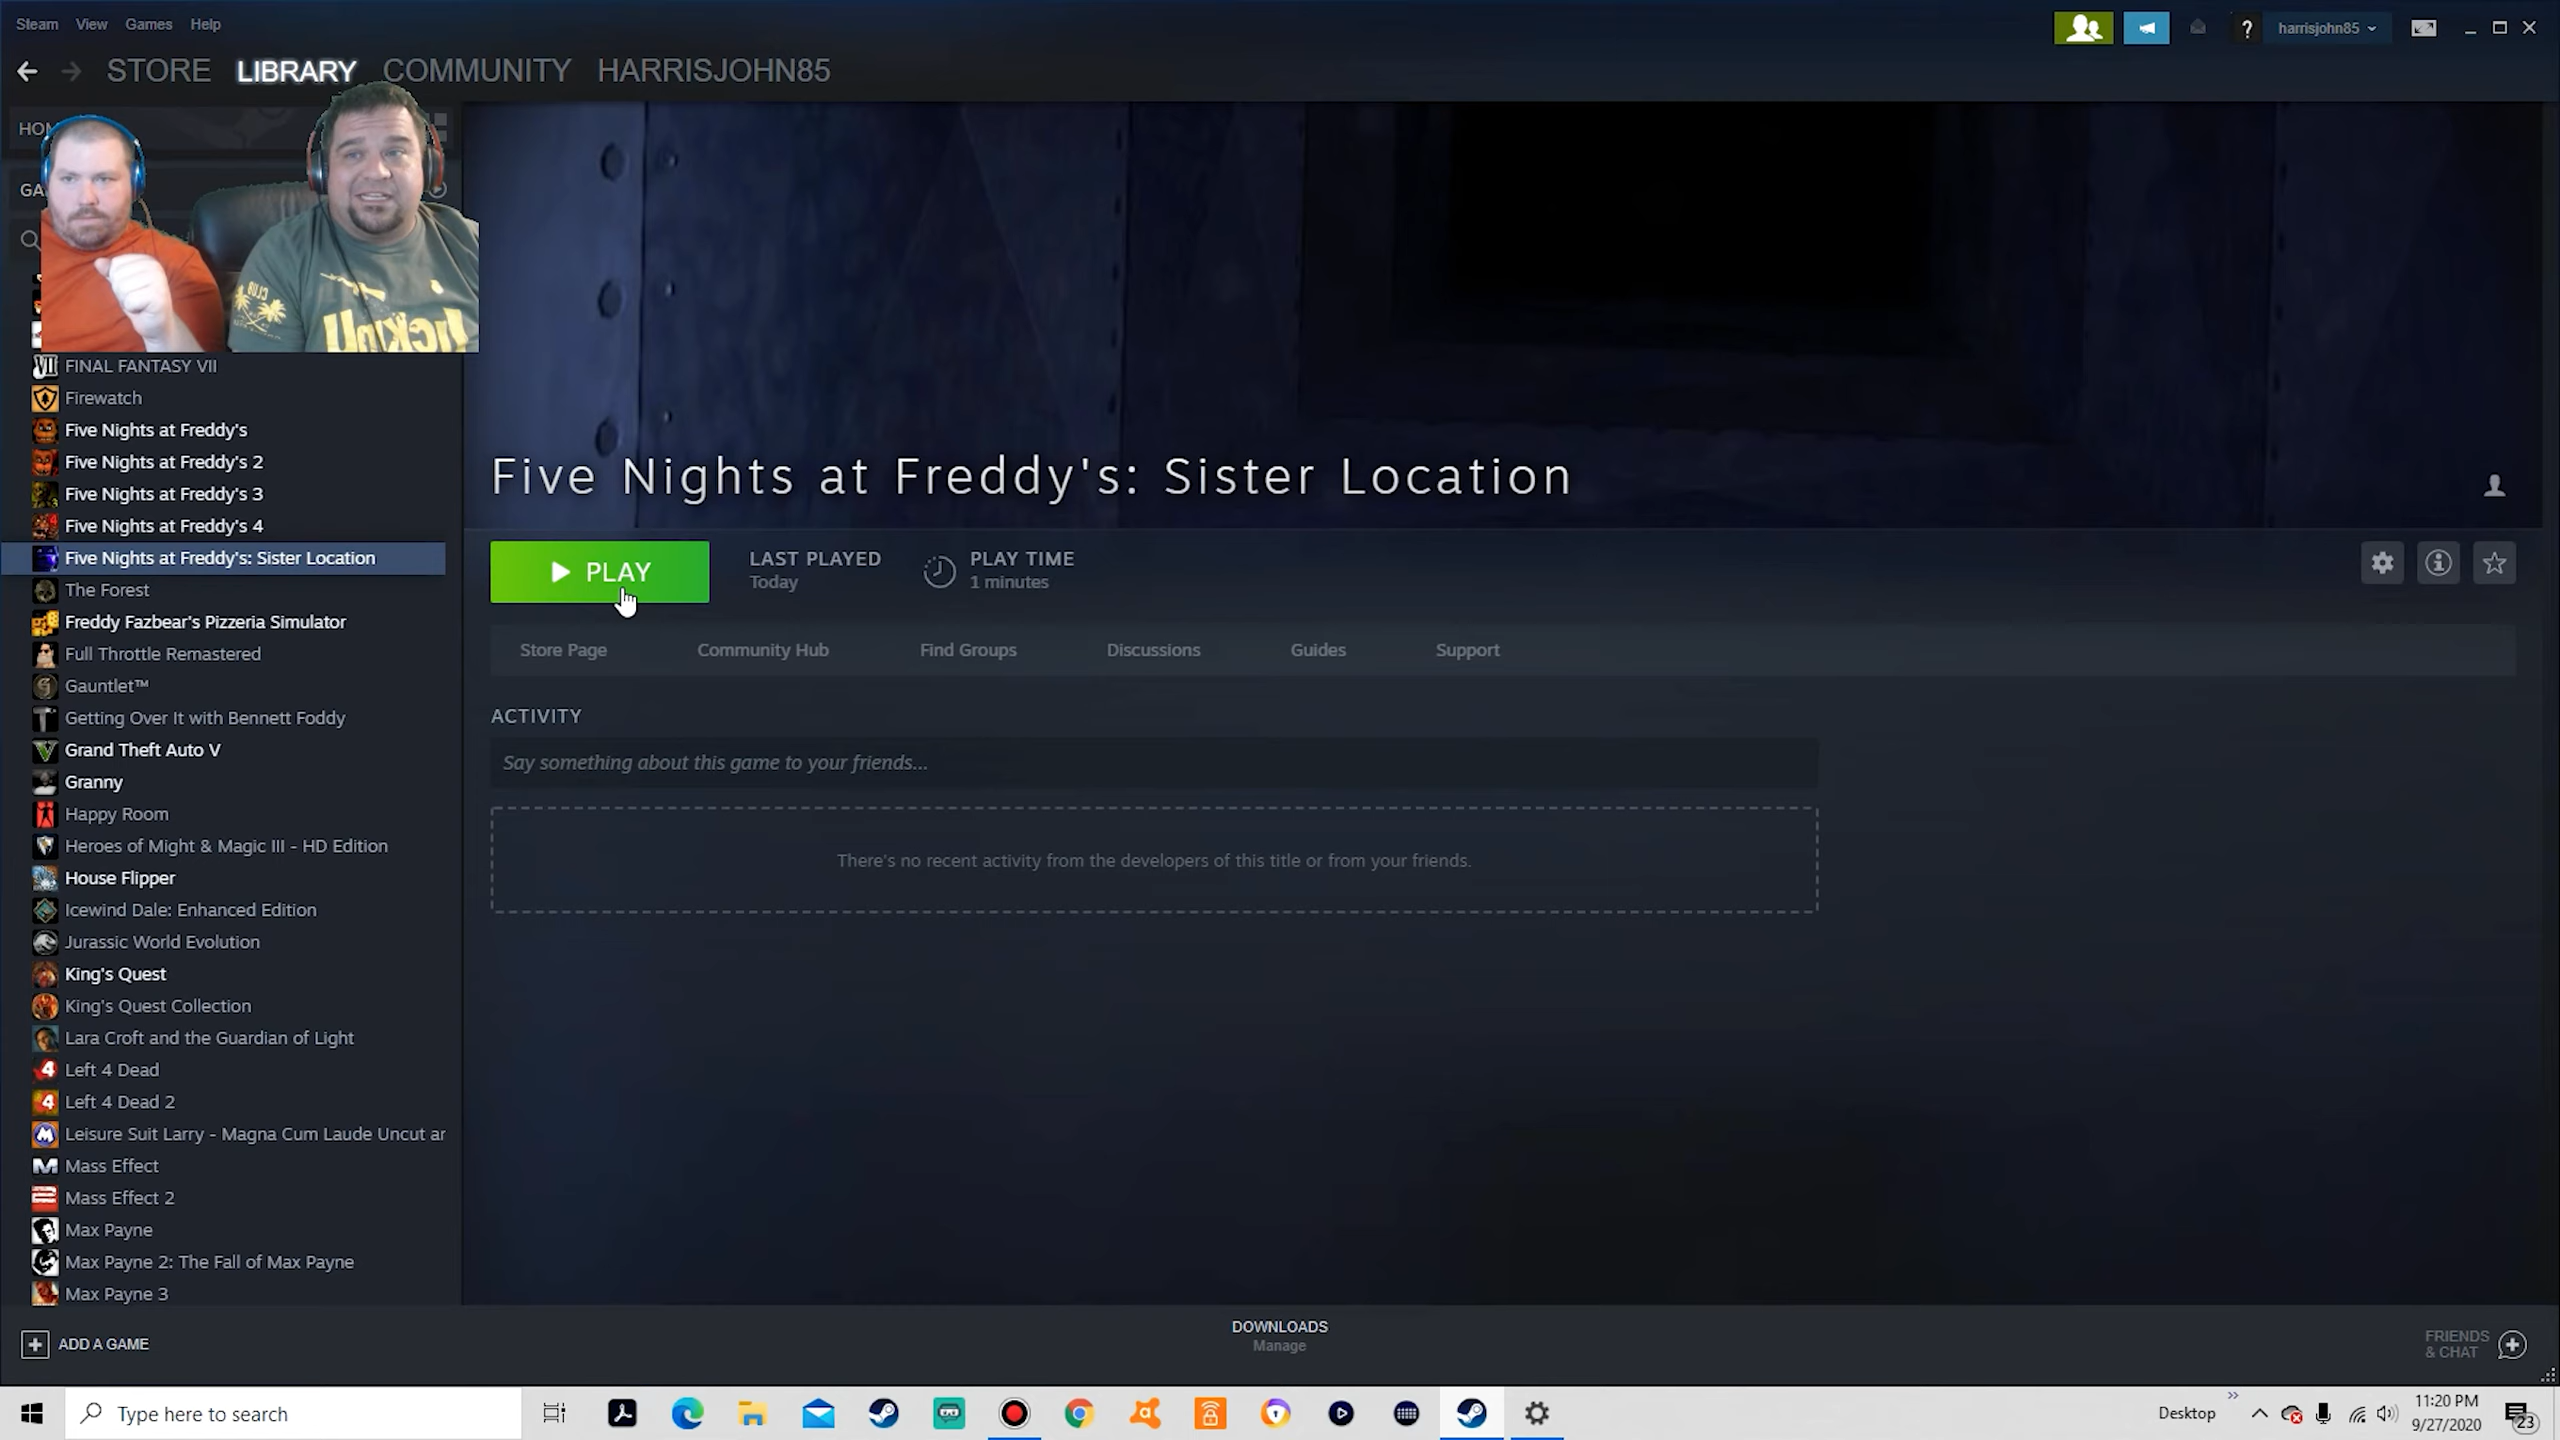 Steam View Games Help
harrisjohn85
STORE LIBRARY COMMUNITY HARRISJOHN85
FINAL FANTASY VII
Firewatch
Five Nights at Freddy's
Five Nights at Freddy's 2
Five Nights at Freddy's 3
Five Nights at Freddy's 4
Five Nights at Freddy's: Sister Location
The Forest
Freddy Fazbear's Pizzeria Simulator
Full Throttle Remastered
Gauntlet™
Getting Over It with Bennett Foddy
Grand Theft Auto V
Granny
Happy Room
Heroes of Might & Magic III - HD Edition
House Flipper
Icewind Dale: Enhanced Edition
Jurassic World Evolution
King's Quest
King's Quest Collection
Lara Croft and the Guardian of Light
Left 4 Dead
Left 4 Dead 2
Leisure Suit Larry - Magna Cum Laude Uncut ar
Mass Effect
Mass Effect 2
Max Payne
Max Payne 2: The Fall of Max Payne
Max Payne 3
Five Nights at Freddy's: Sister Location
PLAY
LAST PLAYED
Today
PLAY TIME
1 minutes
Store Page Community Hub Find Groups Discussions Guides Support
ACTIVITY
Say something about this game to your friends...
There's no recent activity from the developers of this title or from your friends.
ADD A GAME
DOWNLOADS
Manage
FRIENDS
& CHAT
Type here to search
Desktop
11:20 PM
9/27/2020
23